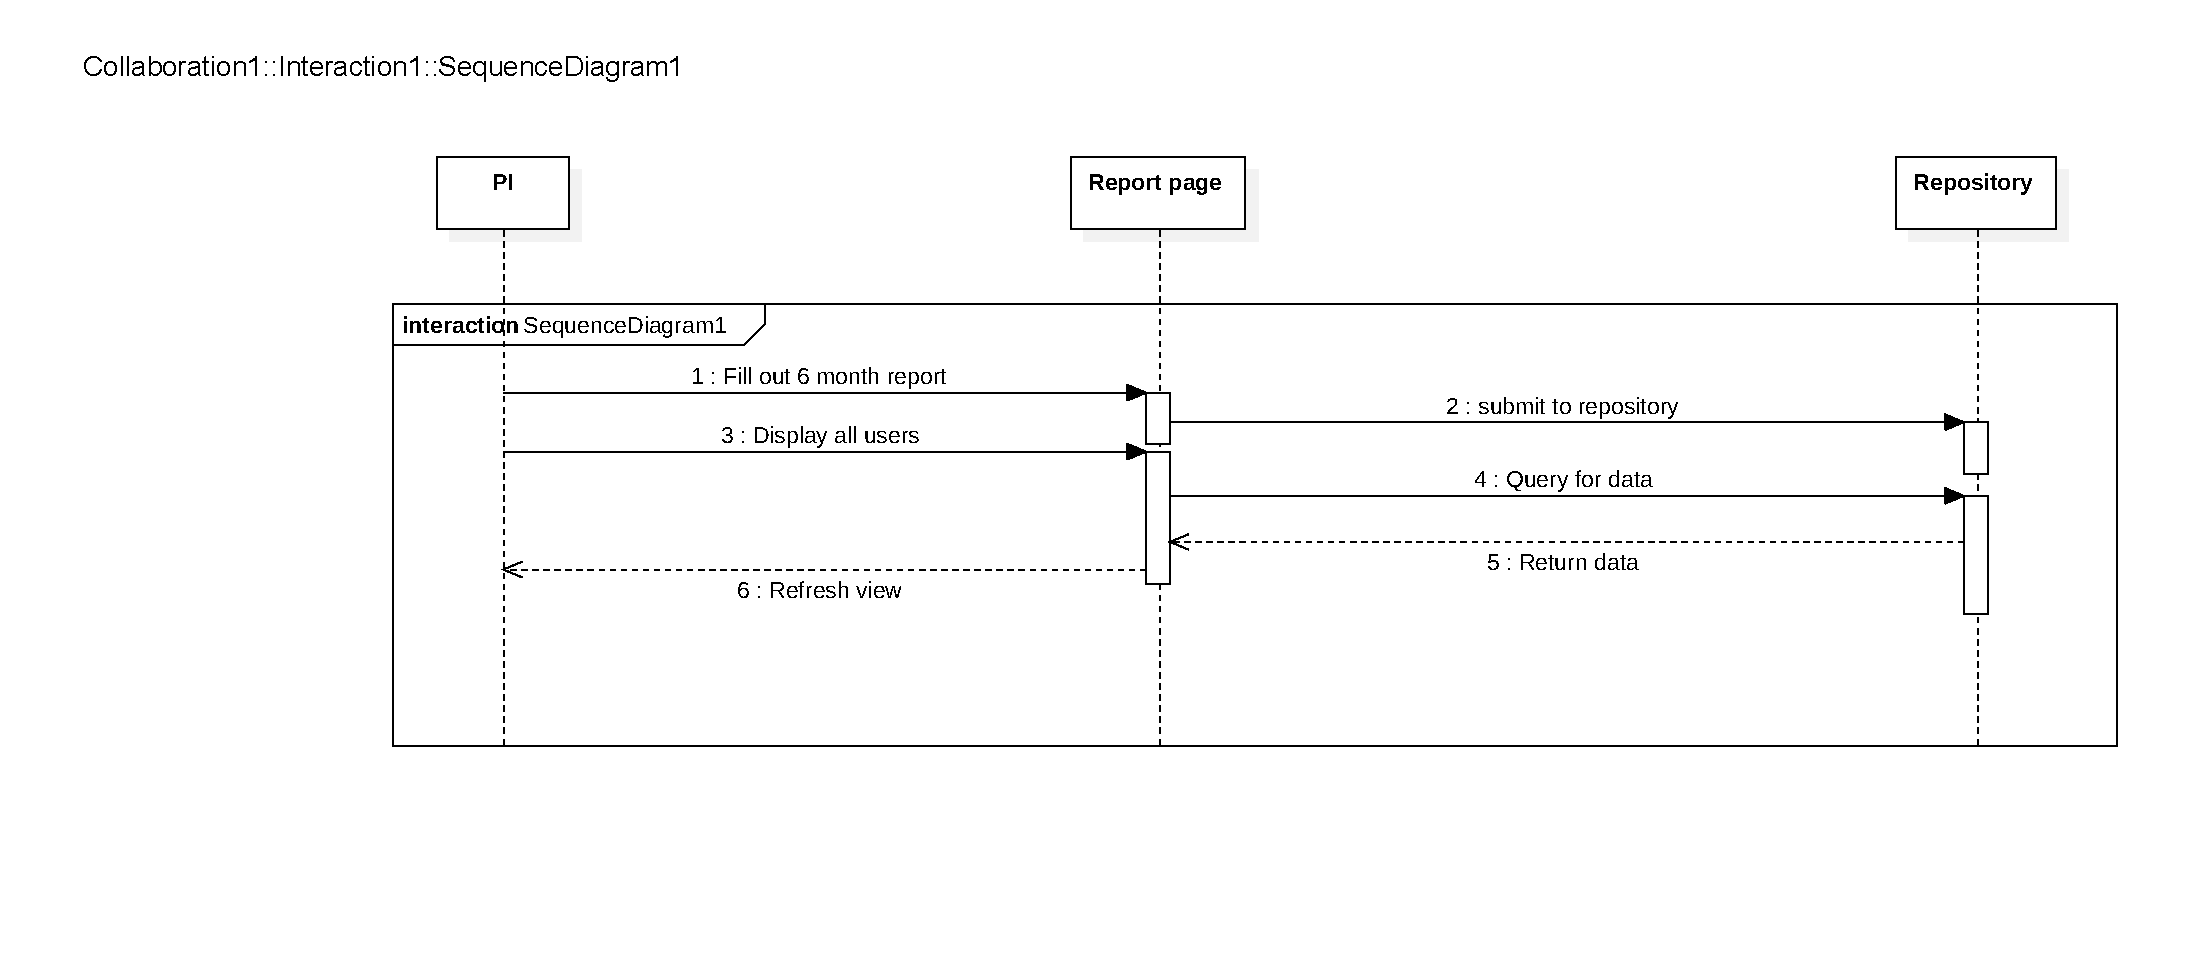 Collaboration1::Interaction1::SequenceDiagram1
PI
Report page
Repository
interaction SequenceDiagram1
1 : Fill out 6 month report
2 : submit to repository
3 : Display all users
4 : Query for data
5 : Return data
6 : Refresh view